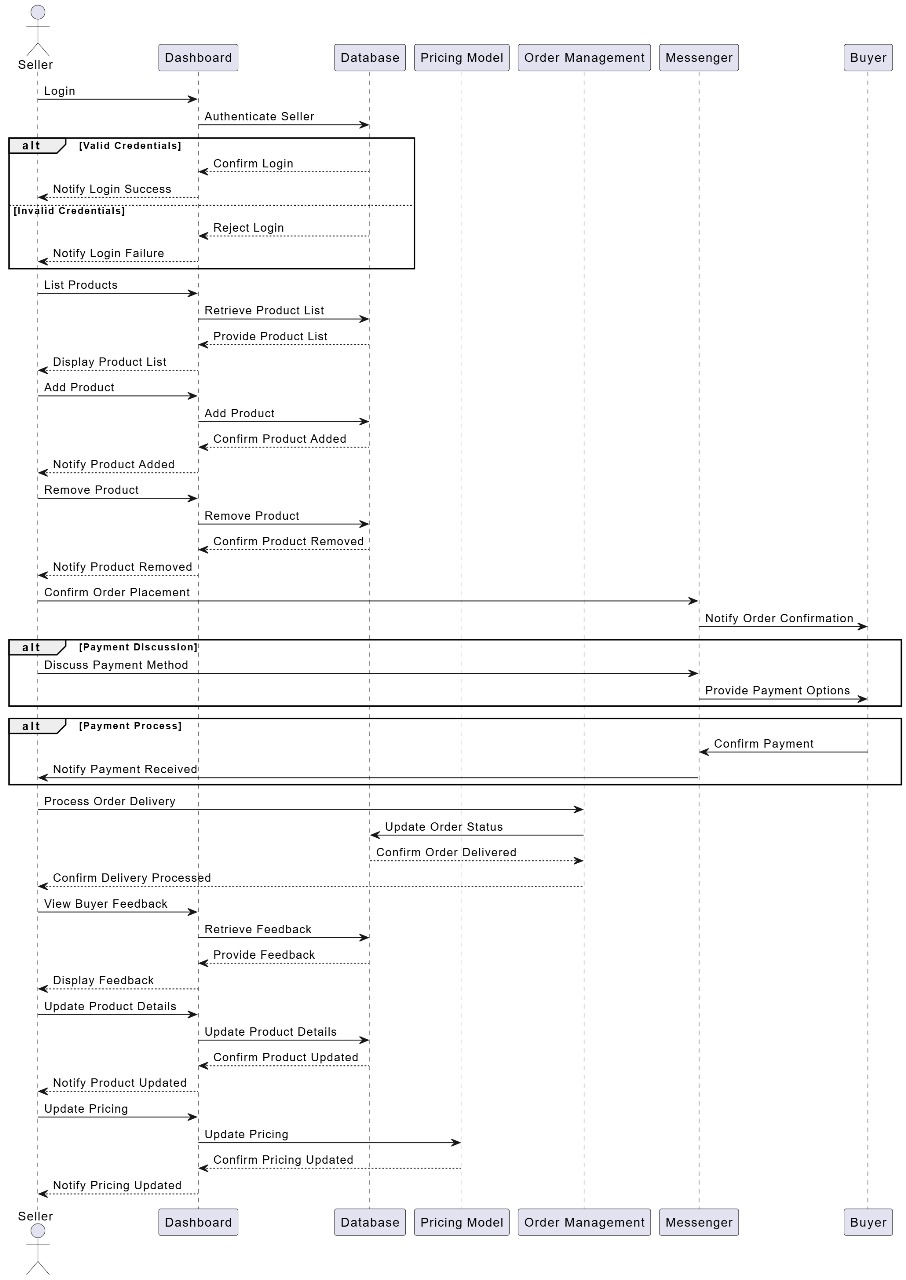 Seller
Dashboard
Database
Pricing Model
Order Management
Messenger
Buyer
Login
Authenticate Seller
alt [Valid Credentials]
Confirm Login
Notify Login Success
[Invalid Credentials]
Reject Login
Notify Login Failure
List Products
Retrieve Product List
Provide Product List
Display Product List
Add Product
Add Product
Confirm Product Added
Notify Product Added
Remove Product
Remove Product
Confirm Product Removed
Notify Product Removed
Confirm Order Placement
Notify Order Confirmation
alt [Payment Discussion]
Discuss Payment Method
Provide Payment Options
alt [Payment Process]
Confirm Payment
Notify Payment Received
Process Order Delivery
Update Order Status
Confirm Order Delivered
Confirm Delivery Processed
View Buyer Feedback
Retrieve Feedback
Provide Feedback
Display Feedback
Update Product Details
Update Product Details
Confirm Product Updated
Notify Product Updated
Update Pricing
Update Pricing
Confirm Pricing Updated
Notify Pricing Updated
Seller
Dashboard
Database
Pricing Model
Order Management
Messenger
Buyer